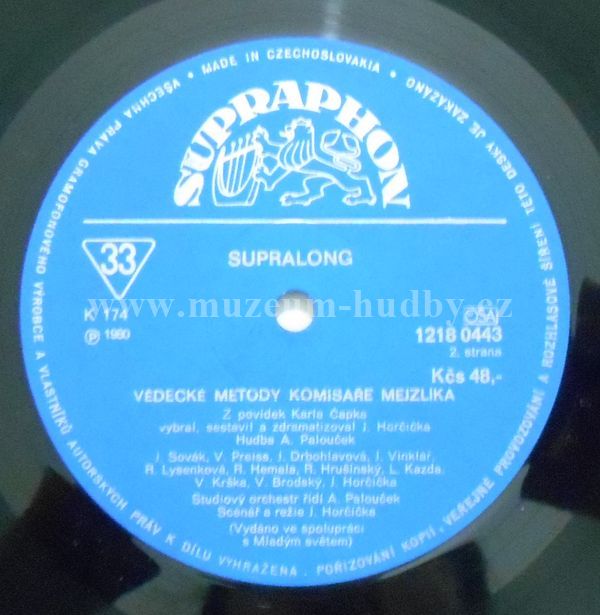 VŠECHNA PRÁVA GRAMOFONOVÉHO VÝROBCE A VLASTNÍKŮ AUTORSKÝCH PRÁV K DÍLU VYHRAŽENA. POŘIZOVÁNÍ KOPIÍ, VEŘEJNÉ PROVOZOVÁNÍ A ROZHLASOVÉ ŠÍŘENÍ TÉTO DESKY JE ZAKÁZÁNO
• MADE IN CZECHOSLOVAKIA •
SUPRAPHON
33
SUPRALONG
www.muzeum-hudby.cz
K 174
OSA
℗ 1980
1218 0443
2. strana
Kčs 48,-
VĚDECKÉ METODY KOMISAŘE MEJZLÍKA
Z povídek Karla Čapka
vybral, sestavil a zdramatizoval J. Horčička
Hudba A. Palouček
J. Sovák, V. Preiss, J. Drbohlavová, J. Vinklář,
R. Lysenková, R. Hemala, R. Hrušínský, L. Kazda,
V. Krška, V. Brodský, J. Horčička
Studiový orchestr řídí A. Palouček
Scénář a režie J. Horčička
(Vydáno ve spolupráci
s Mladým světem)